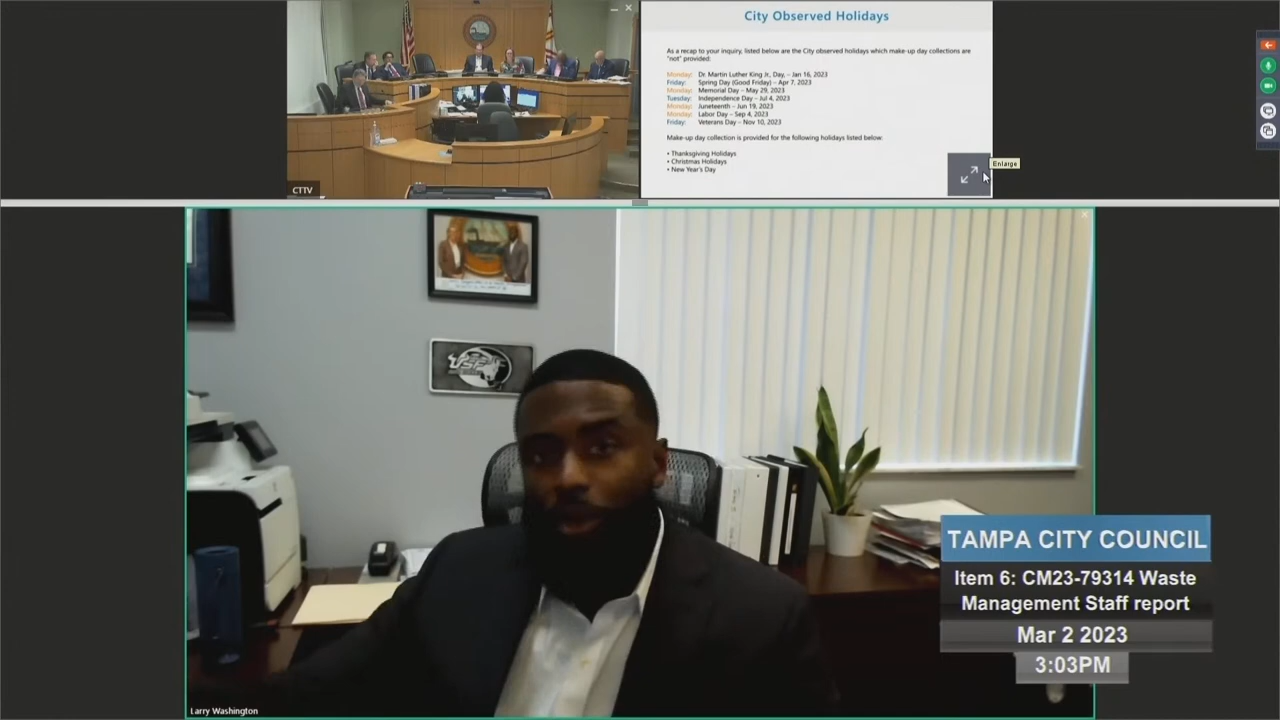 City Observed Holidays
As a recap to your inquiry, listed below are the City observed holidays which make-up day collections are
"not" provided:
Monday: Dr. Martin Luther King Jr, Day, – Jan 16, 2023
Friday: Spring Day (Good Friday) – Apr 7, 2023
Monday: Memorial Day – May 29, 2023
Tuesday: Independence Day – Jul 4, 2023
Monday: Juneteenth – Jun 19, 2023
Monday: Labor Day – Sep 4, 2023
Friday: Veterans Day – Nov 10, 2023
Make-up day collection is provided for the following holidays listed below:
• Thanksgiving Holidays
• Christmas Holidays
• New Year's Day
Enlarge
CTTV
USF
TAMPA CITY COUNCIL
Item 6: CM23-79314 Waste
Management Staff report
Mar 2 2023
3:03PM
Larry Washington